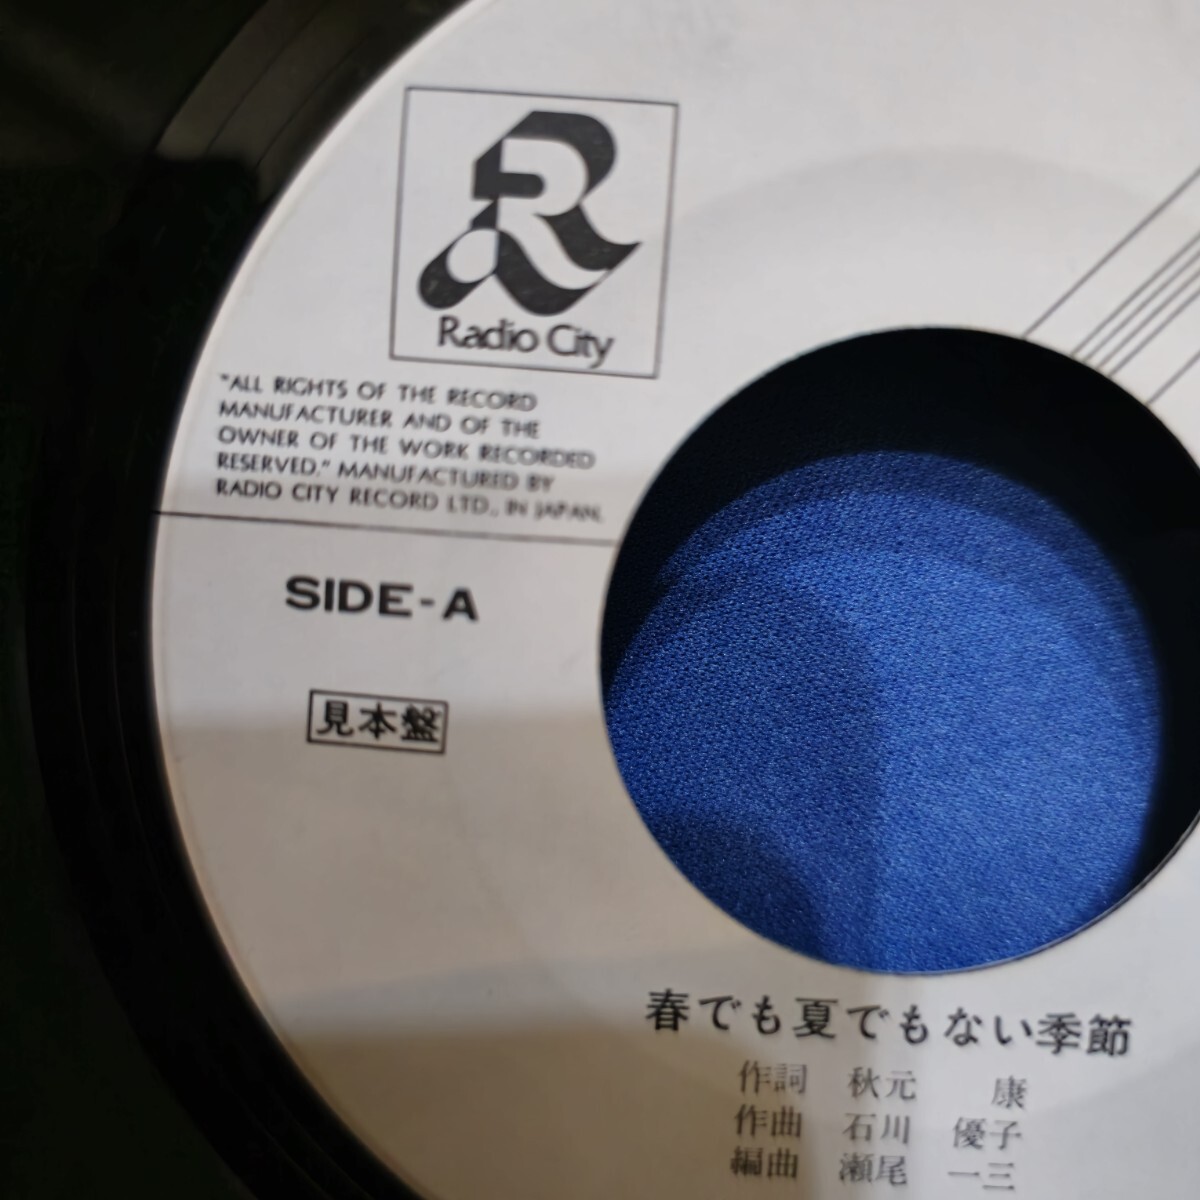 Radio City
"ALL RIGHTS OF THE RECORD
MANUFACTURER AND OF THE
OWNER OF THE WORK RECORDED
RESERVED." MANUFACTURED BY
RADIO CITY RECORD LTD., IN JAPAN.
SIDE-A
見本盤
春でも夏でもない季節
作詞 秋元 康
作曲 石川 優子
編曲 瀬尾 一三